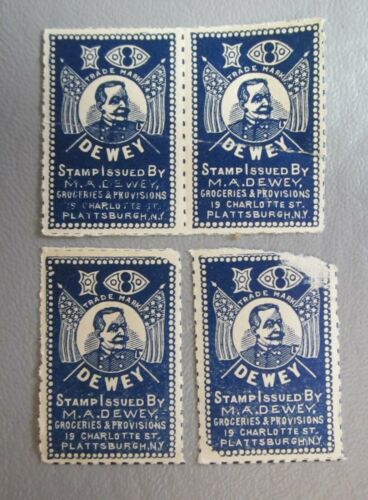 TRADE MARK
DEWEY
STAMP ISSUED BY
M.A. DEWEY,
GROCERIES & PROVISIONS
19 CHARLOTTE ST.
PLATTSBURGH, N.Y.
TRADE MARK
DEWEY
STAMP ISSUED BY
M.A. DEWEY,
GROCERIES & PROVISIONS
19 CHARLOTTE ST.
PLATTSBURGH, N.Y.
TRADE MARK
DEWEY
STAMP ISSUED BY
M.A. DEWEY,
GROCERIES & PROVISIONS
19 CHARLOTTE ST.
PLATTSBURGH, N.Y.
TRADE MARK
DEWEY
STAMP ISSUED BY
M.A. DEWEY,
GROCERIES & PROVISIONS
19 CHARLOTTE ST.
PLATTSBURGH, N.Y.